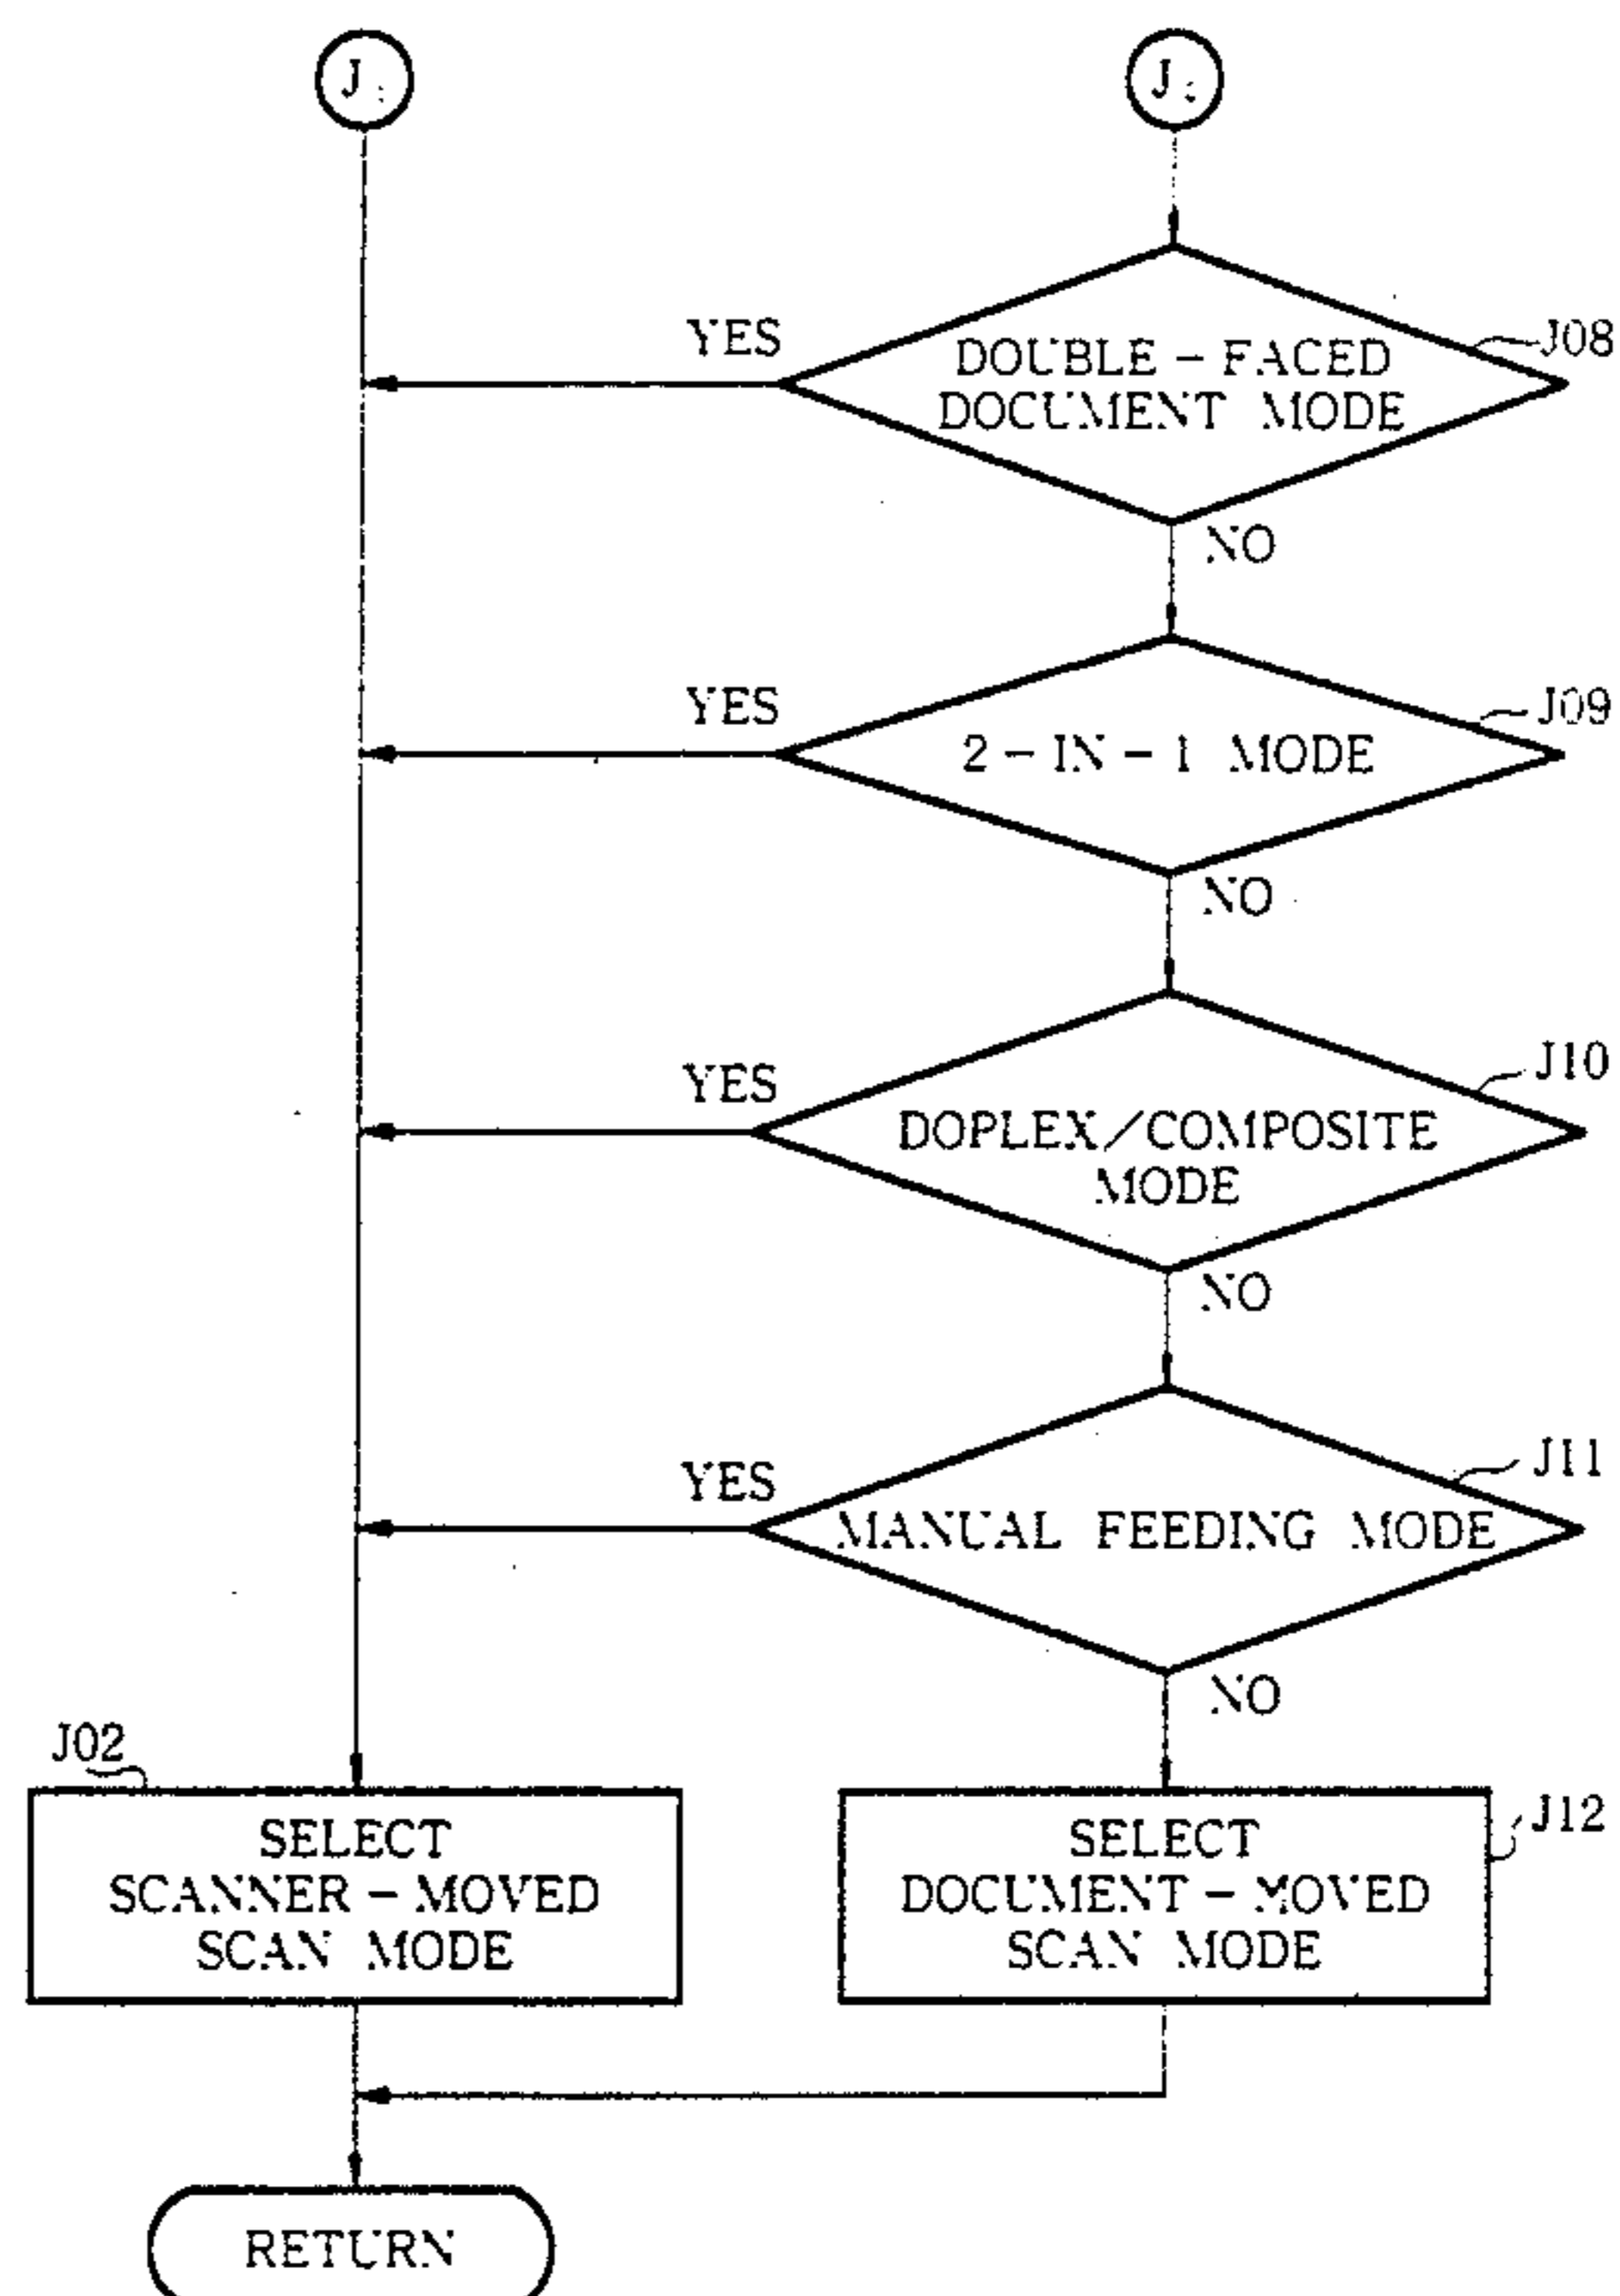 J
J
YES
DOUBLE - FACED
DOCUMENT MODE
J08
NO
YES
2 - IN - 1 MODE
J09
NO
YES
DOPLEX/COMPOSITE
MODE
J10
NO
YES
MANUAL FEEDING MODE
J11
NO
J02
SELECT
SCANNER - MOVED
SCAN MODE
SELECT
DOCUMENT - MOVED
SCAN MODE
J12
RETURN